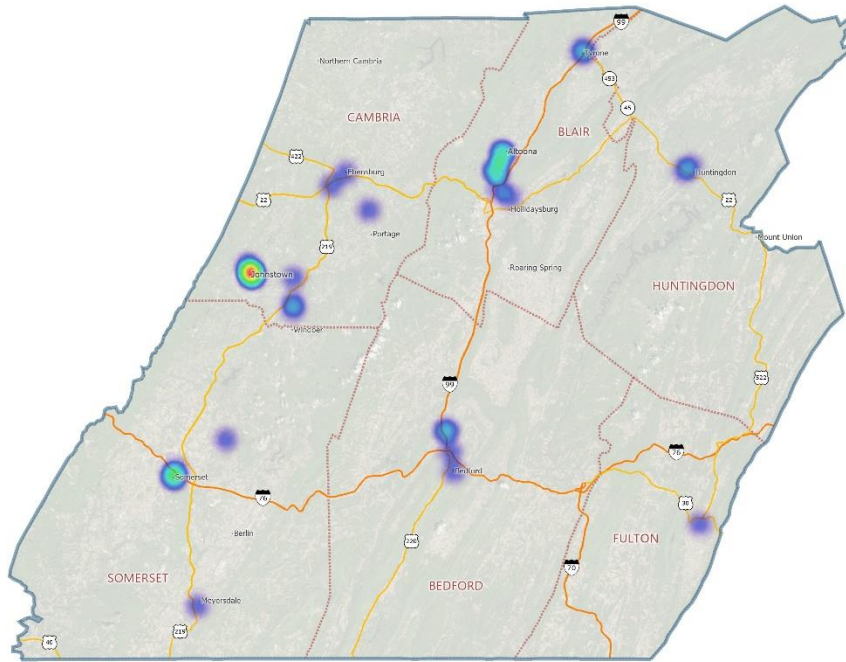 99
Tyrone
Northern Cambria
453
45
CAMBRIA
BLAIR
422
Altoona
Ebensburg
Huntingdon
22
22
Hollidaysburg
Portage
219
Mount Union
Johnstown
Roaring Spring
HUNTINGDON
Windber
522
99
76
Somerset
Bedford
76
30
Berlin
220
FULTON
70
SOMERSET
BEDFORD
Meyersdale
219
40